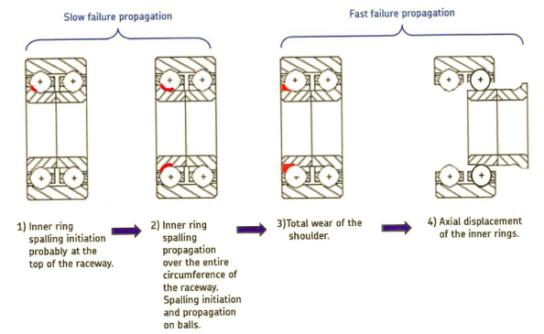 Slow failure propagation
Fast failure propagation
1) Inner ring
spalling initiation
probably at the
top of the raceway.
2) Inner ring
spalling
propagation
over the entire
circumference of
the raceway.
Spalling initiation
and propagation
on balls.
3)Total wear of the
shoulder.
4) Axial displacement
of the inner rings.